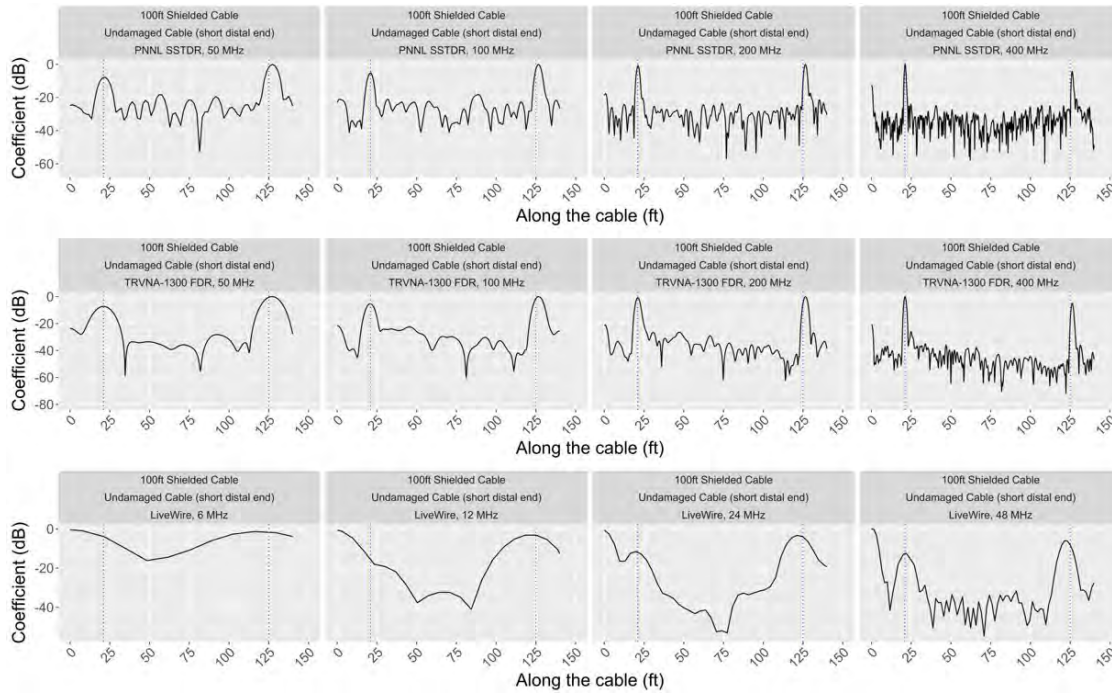 100ft Shielded Cable 100ft Shielded Cable 100ft Shielded Cable 100ft Shielded Cable
Undamaged Cable (short distal end) Undamaged Cable (short distal end) Undamaged Cable (short distal end) Undamaged Cable (short distal end)
PNNL SSTDR, 50 MHz PNNL SSTDR, 100 MHz PNNL SSTDR, 200 MHz PNNL SSTDR, 400 MHz
Coefficient (dB)
0
-20
-40
-60
0 25 50 75 100 125 150 0 25 50 75 100 125 150 0 25 50 75 100 125 150 0 25 50 75 100 125 150
Along the cable (ft)
100ft Shielded Cable 100ft Shielded Cable 100ft Shielded Cable 100ft Shielded Cable
Undamaged Cable (short distal end) Undamaged Cable (short distal end) Undamaged Cable (short distal end) Undamaged Cable (short distal end)
TRVNA-1300 FDR, 50 MHz TRVNA-1300 FDR, 100 MHz TRVNA-1300 FDR, 200 MHz TRVNA-1300 FDR, 400 MHz
Coefficient (dB)
0
-20
-40
-60
-80
0 25 50 75 100 125 150 0 25 50 75 100 125 150 0 25 50 75 100 125 150 0 25 50 75 100 125 150
Along the cable (ft)
100ft Shielded Cable 100ft Shielded Cable 100ft Shielded Cable 100ft Shielded Cable
Undamaged Cable (short distal end) Undamaged Cable (short distal end) Undamaged Cable (short distal end) Undamaged Cable (short distal end)
LiveWire, 6 MHz LiveWire, 12 MHz LiveWire, 24 MHz LiveWire, 48 MHz
Coefficient (dB)
0
-20
-40
0 25 50 75 100 125 150 0 25 50 75 100 125 150 0 25 50 75 100 125 150 0 25 50 75 100 125 150
Along the cable (ft)